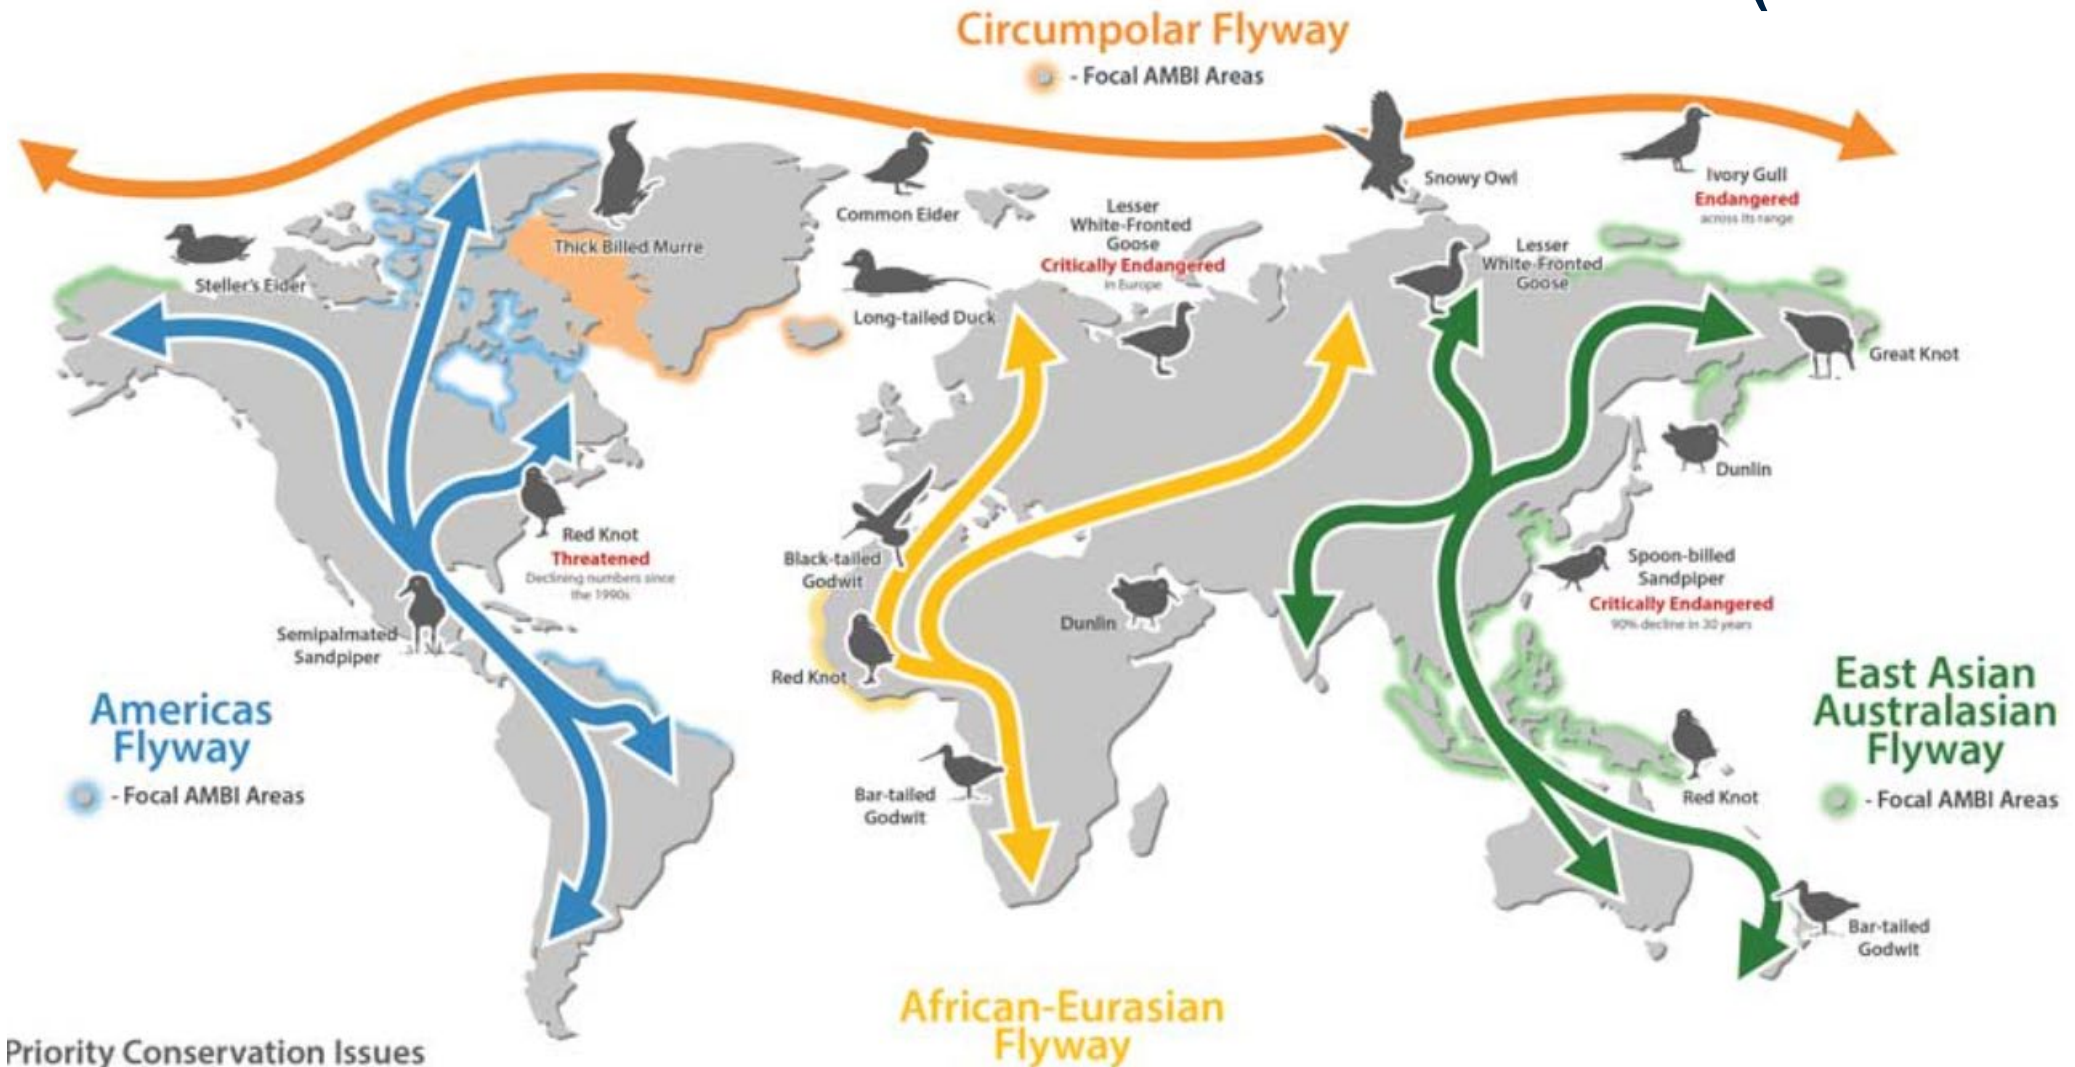 Circumpolar Flyway
- Focal AMBI Areas
Snowy Owl
Ivory Gull
Endangered
across its range
Common Eider
Lesser
White-Fronted
Goose
Critically Endangered
in Europe
Thick Billed Murre
Steller's Eider
Lesser
White-Fronted
Goose
Long-tailed Duck
Great Knot
Dunlin
Red Knot
Threatened
Declining numbers since
the 1990s
Black-tailed
Godwit
Spoon-billed
Sandpiper
Critically Endangered
90% decline in 30 years
Semipalmated
Sandpiper
Dunlin
Red Knot
Americas
Flyway
- Focal AMBI Areas
East Asian
Australasian
Flyway
- Focal AMBI Areas
Bar-tailed
Godwit
Red Knot
Bar-tailed
Godwit
African-Eurasian
Flyway
Priority Conservation Issues